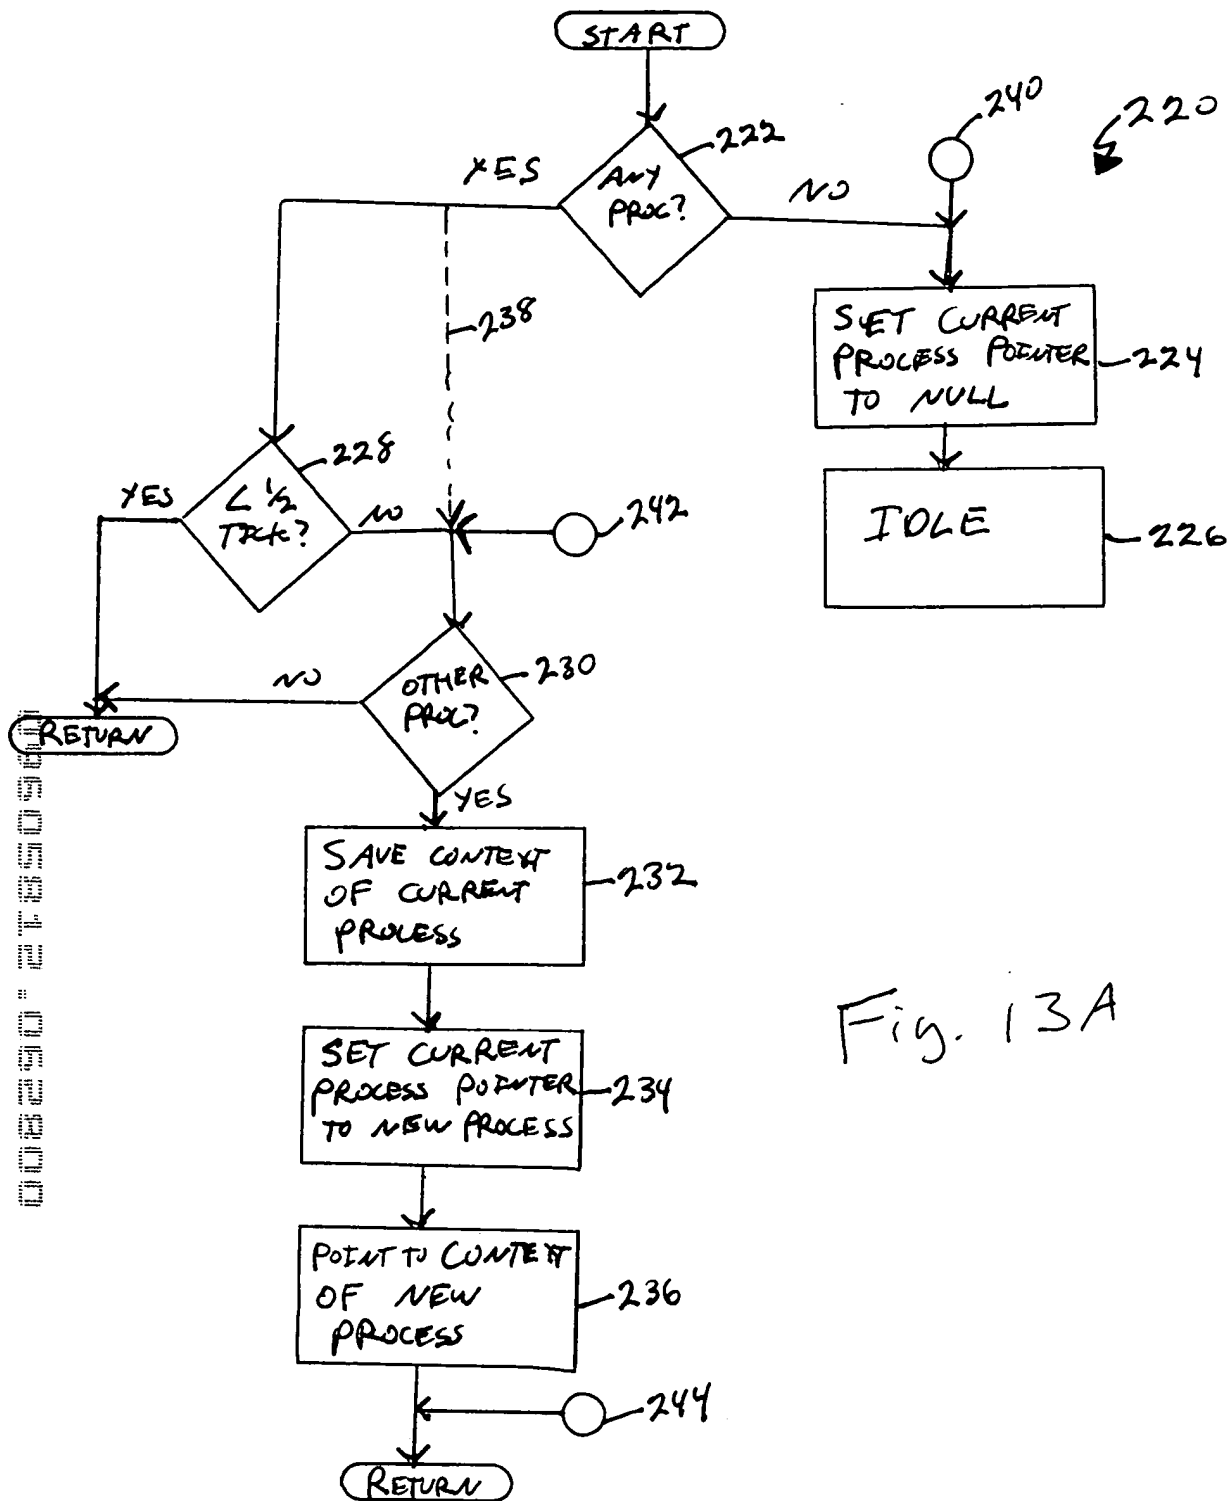 START
240
220
222
YES
ANY
PROC?
NO
238
SET CURRENT
PROCESS POINTER
TO NULL
224
228
YES
< 1/2
TICK?
NO
242
IDLE
226
NO
OTHER
PROC?
230
RETURN
YES
SAVE CONTEXT
OF CURRENT
PROCESS
232
SET CURRENT
PROCESS POINTER
TO NEW PROCESS
234
Fig. 13A
POINT TO CONTEXT
OF NEW
PROCESS
236
244
RETURN